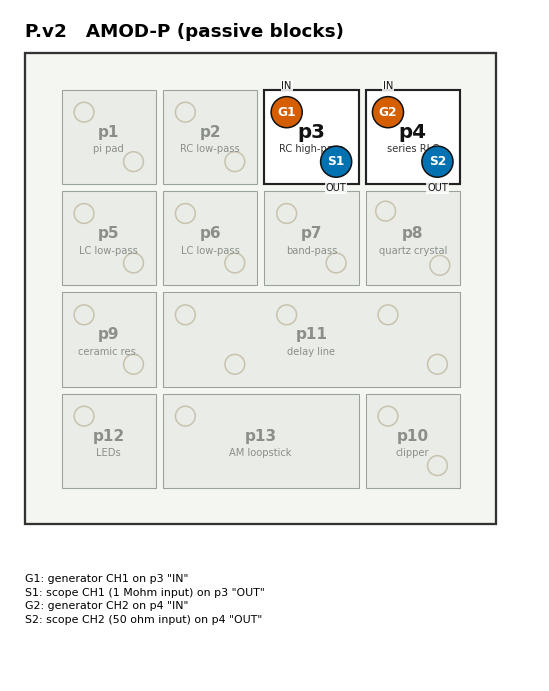 P.v2 AMOD-P (passive blocks)
IN IN
G1 G2
p1 p2 p3 p4
pi pad RC low-pass RC high-pa series RLC
S1 S2
OUT OUT
p5 p6 p7 p8
LC low-pass LC low-pass band-pass quartz crystal
p9 p11
ceramic res. delay line
p12 p13 p10
LEDs AM loopstick clipper
G1: generator CH1 on p3 "IN"
S1: scope CH1 (1 Mohm input) on p3 "OUT"
G2: generator CH2 on p4 "IN"
S2: scope CH2 (50 ohm input) on p4 "OUT"